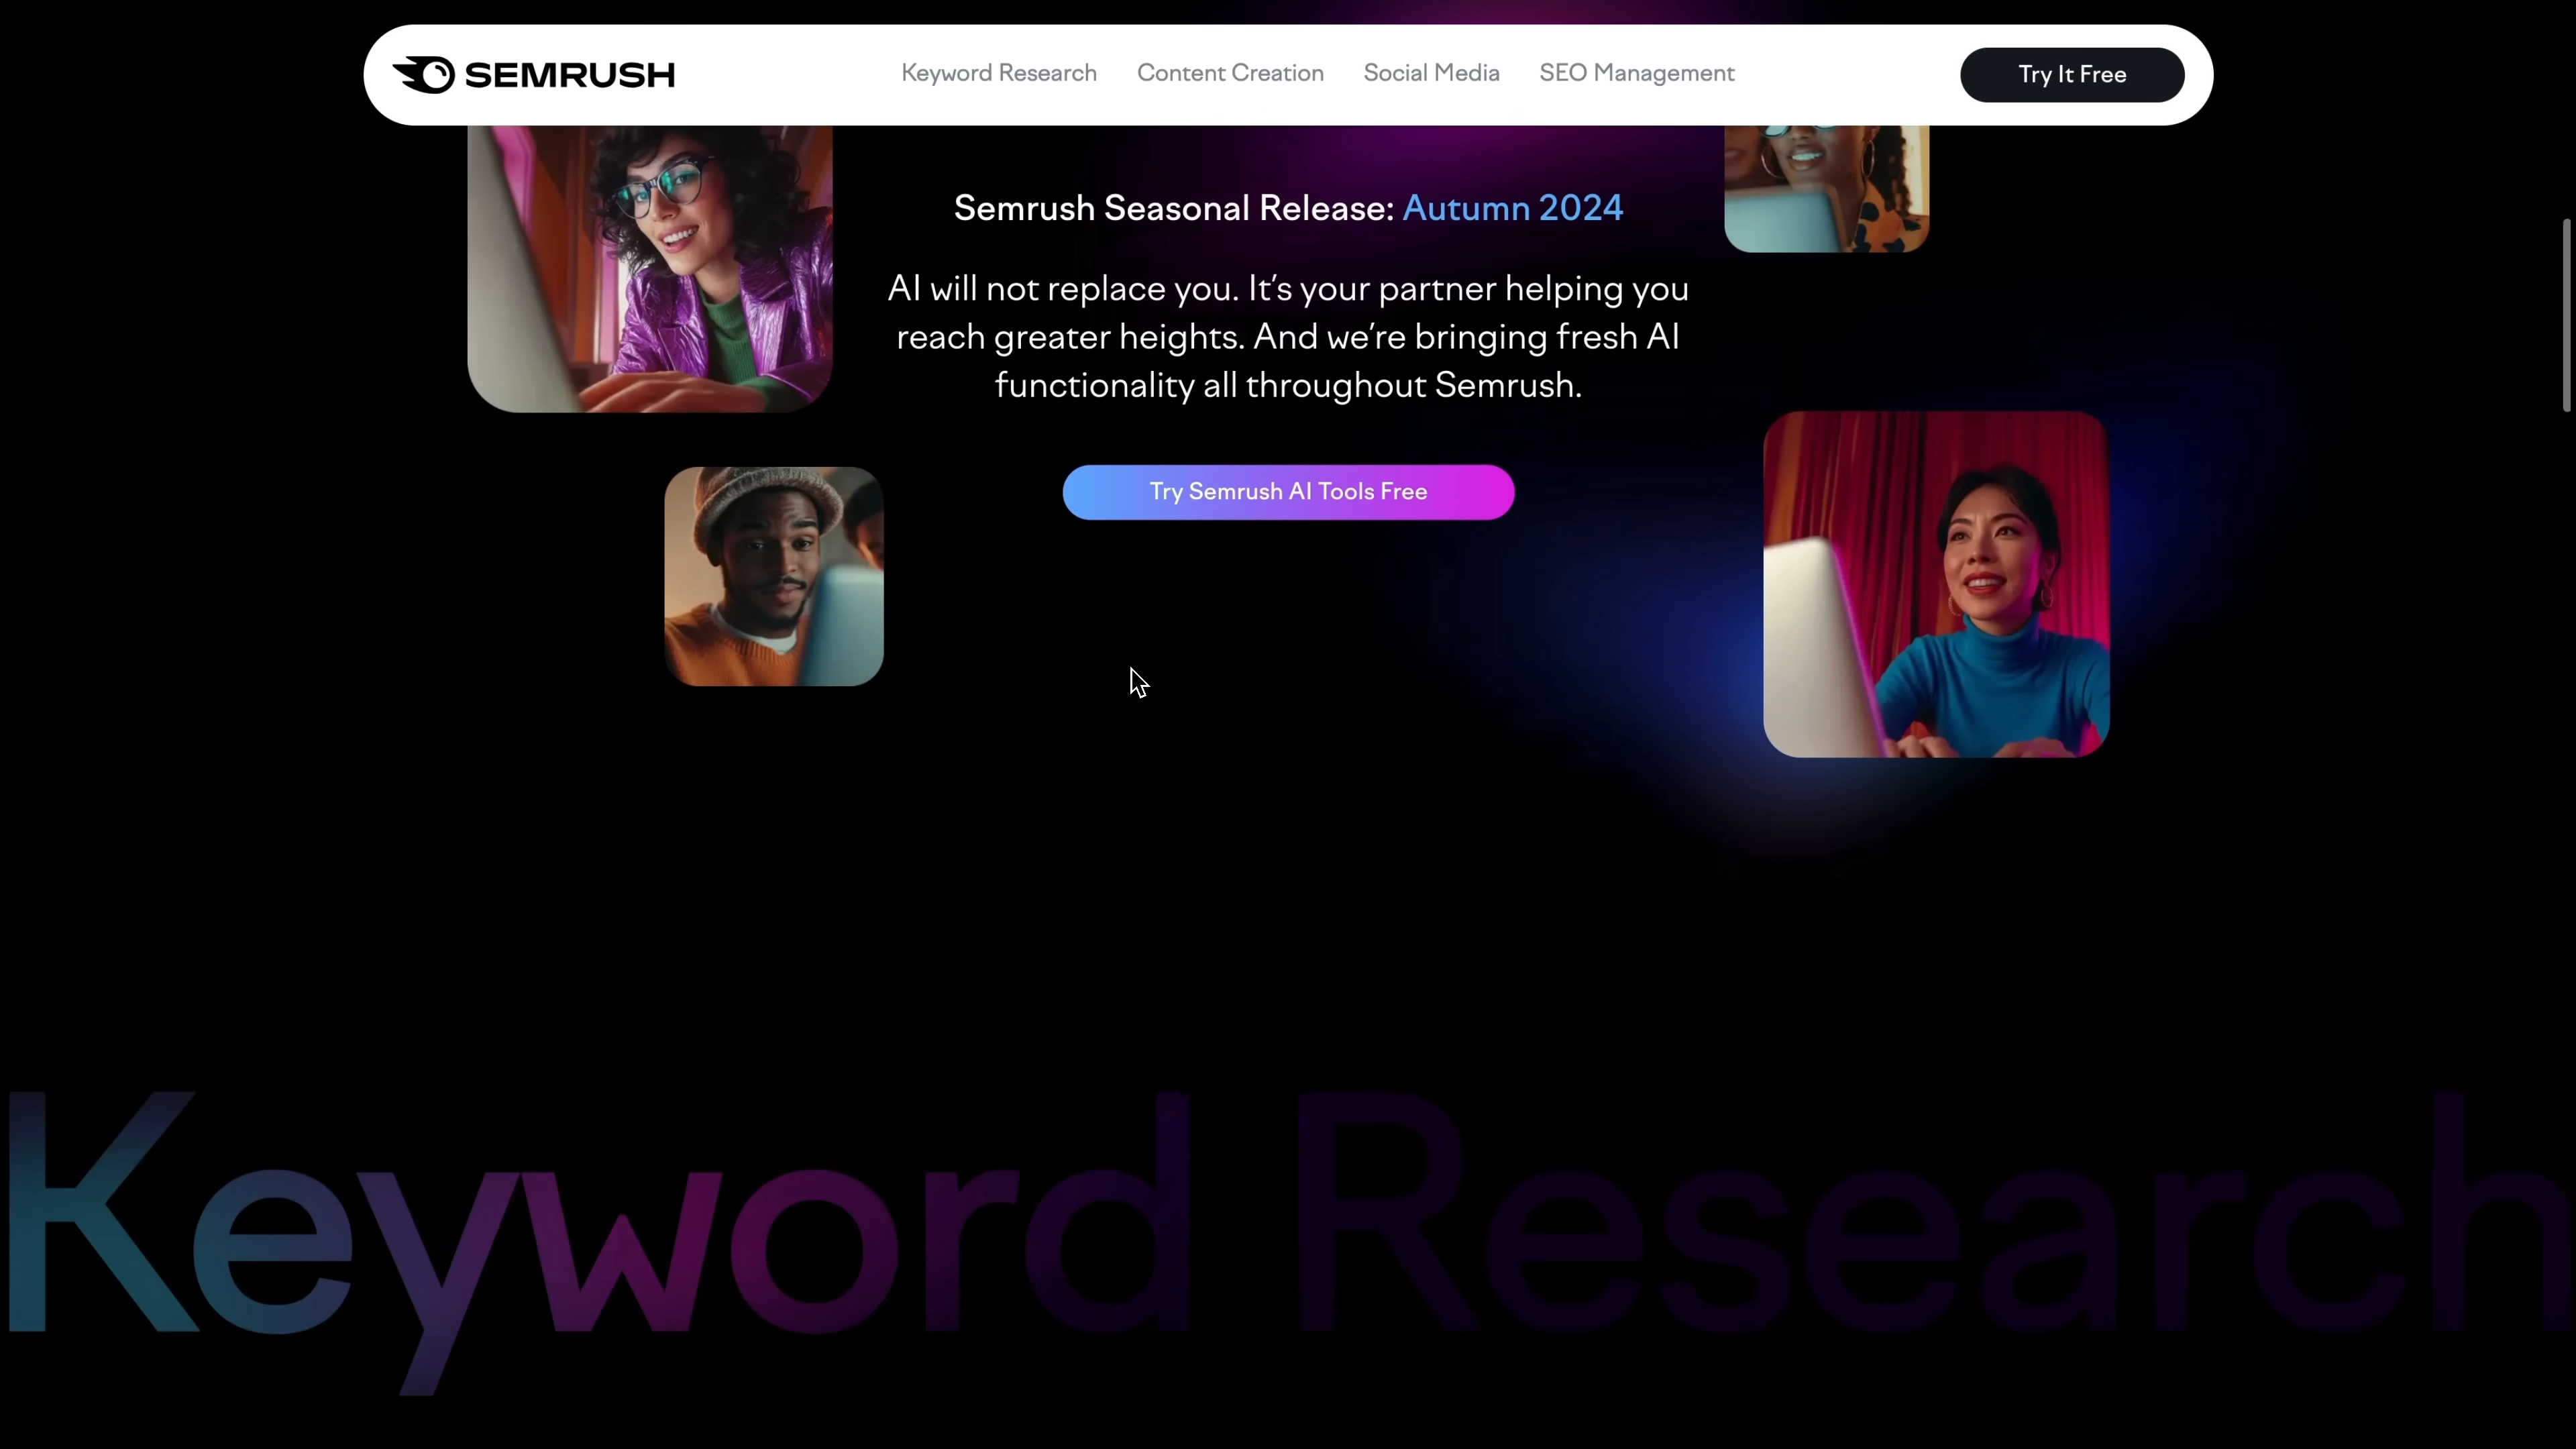 SEMRUSH
Keyword Research
Content Creation
Social Media
SEO Management
Try It Free
Semrush Seasonal Release: Autumn 2024
AI will not replace you. It’s your partner helping you
reach greater heights. And we’re bringing fresh AI
functionality all throughout Semrush.
Try Semrush AI Tools Free
Keyword Research